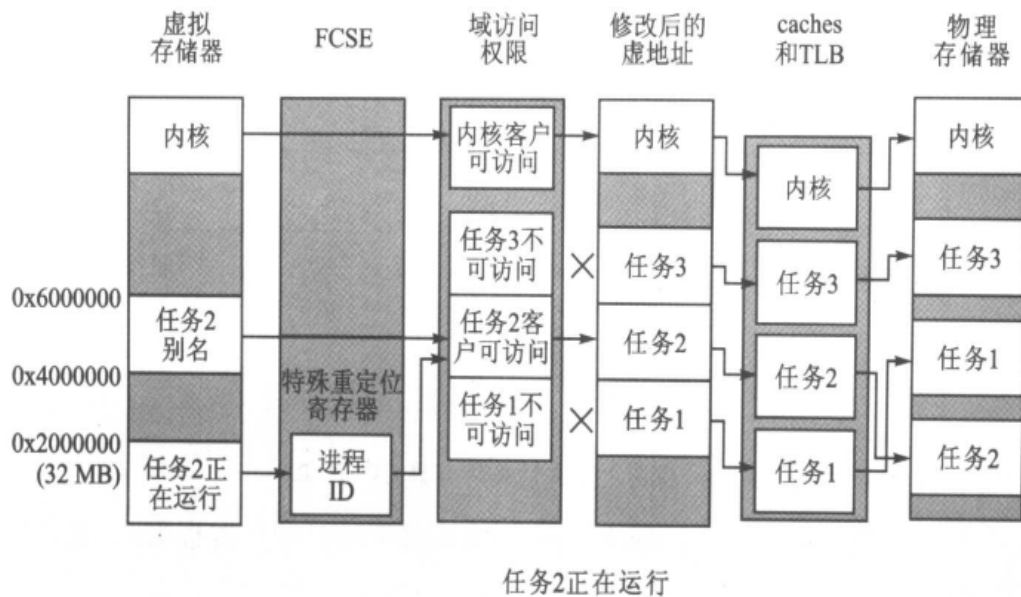 虚拟
存储器
FCSE
域访问
权限
修改后的
虚地址
caches
和TLB
物理
存储器
内核
内核客户
可访问
内核
内核
内核
任务3不
可访问
任务3
任务3
任务3
0x6000000
任务2
别名
任务2客
户可访问
任务2
任务2
任务1
0x4000000
特殊重定位
寄存器
任务1不
可访问
任务1
任务1
任务2
0x2000000
(32 MB)
任务2正
在运行
进程
ID
任务2正在运行